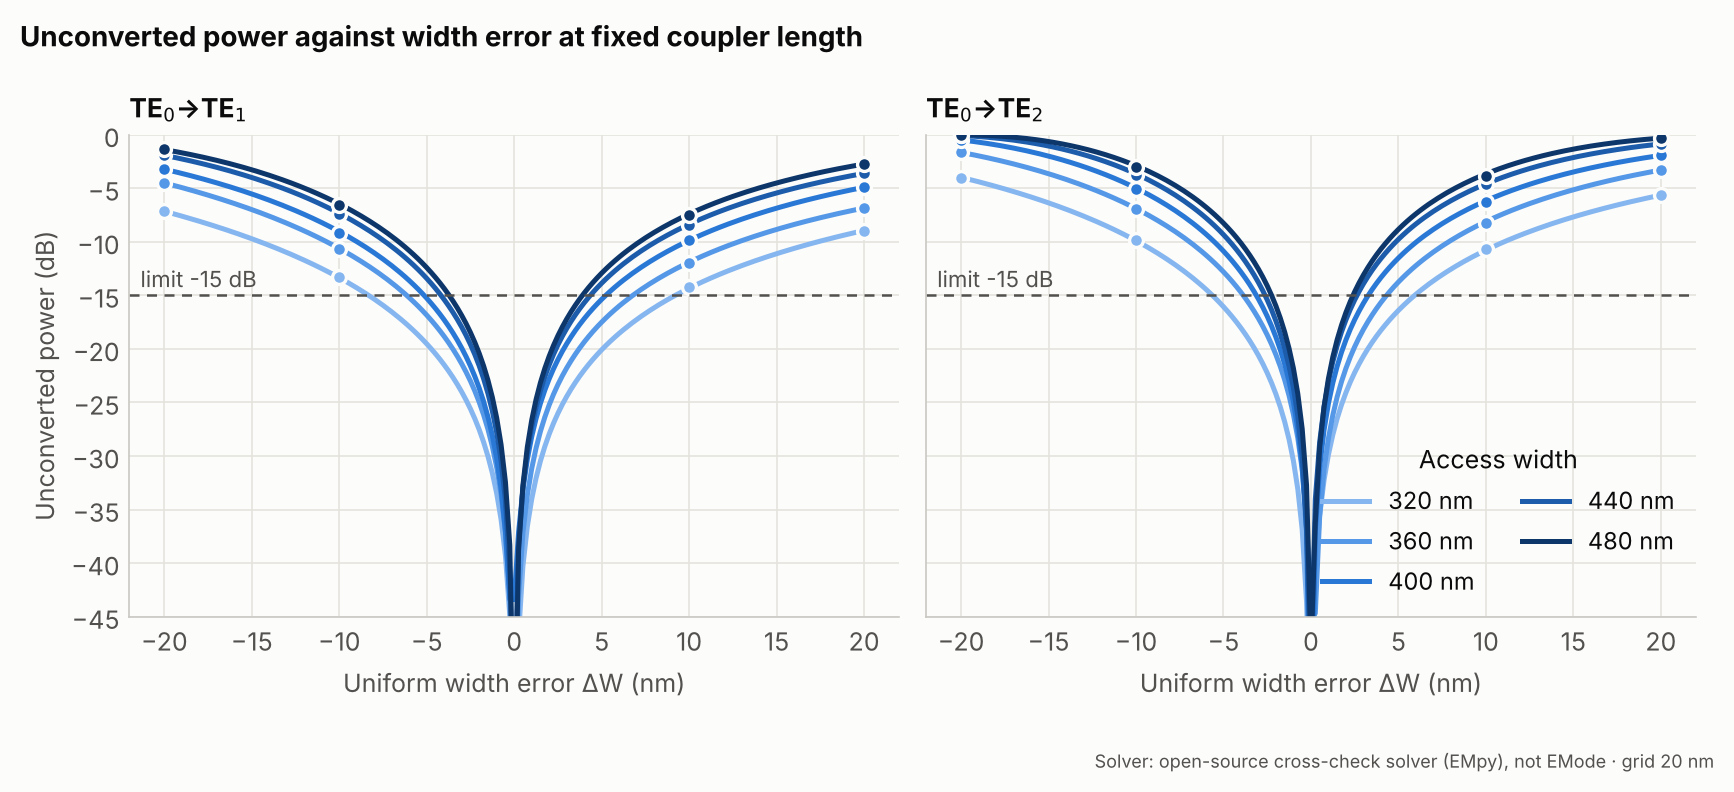 Unconverted power against width error at fixed coupler length
TE₀→TE₁
TE₀→TE₂
Unconverted power (dB)
0
−5
−10
−15
−20
−25
−30
−35
−40
−45
limit -15 dB
limit -15 dB
Access width
320 nm
440 nm
360 nm
480 nm
400 nm
−20 −15 −10 −5 0 5 10 15 20
−20 −15 −10 −5 0 5 10 15 20
Uniform width error ΔW (nm)
Uniform width error ΔW (nm)
Solver: open-source cross-check solver (EMpy), not EMode · grid 20 nm